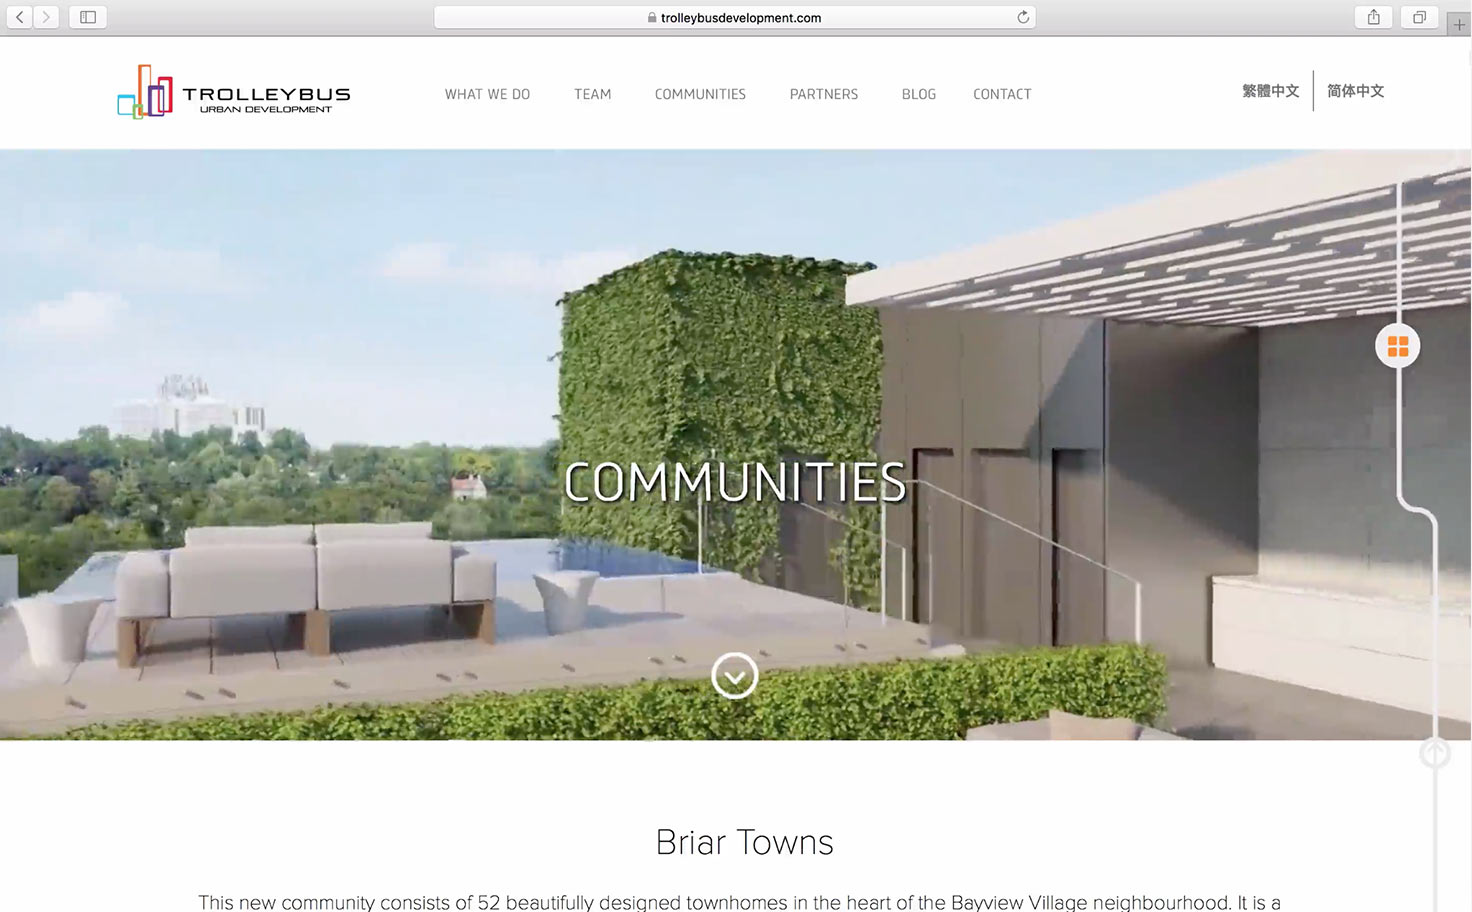 trolleybusdevelopment.com
TROLLEYBUS
URBAN DEVELOPMENT
WHAT WE DO TEAM COMMUNITIES PARTNERS BLOG CONTACT
繁體中文 简体中文
COMMUNITIES
Briar Towns
This new community consists of 52 beautifully designed townhomes in the heart of the Bayview Village neighbourhood. It is a